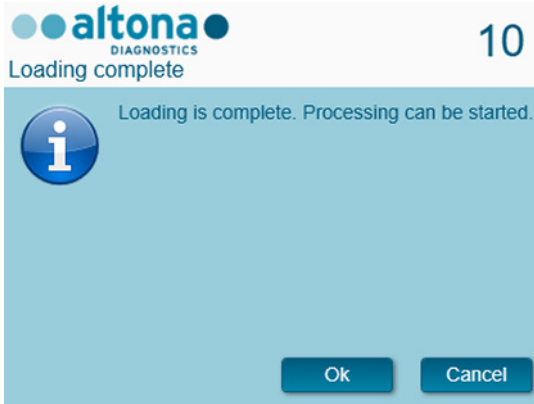 altona
DIAGNOSTICS
10
Loading complete
Loading is complete. Processing can be started.
Ok
Cancel